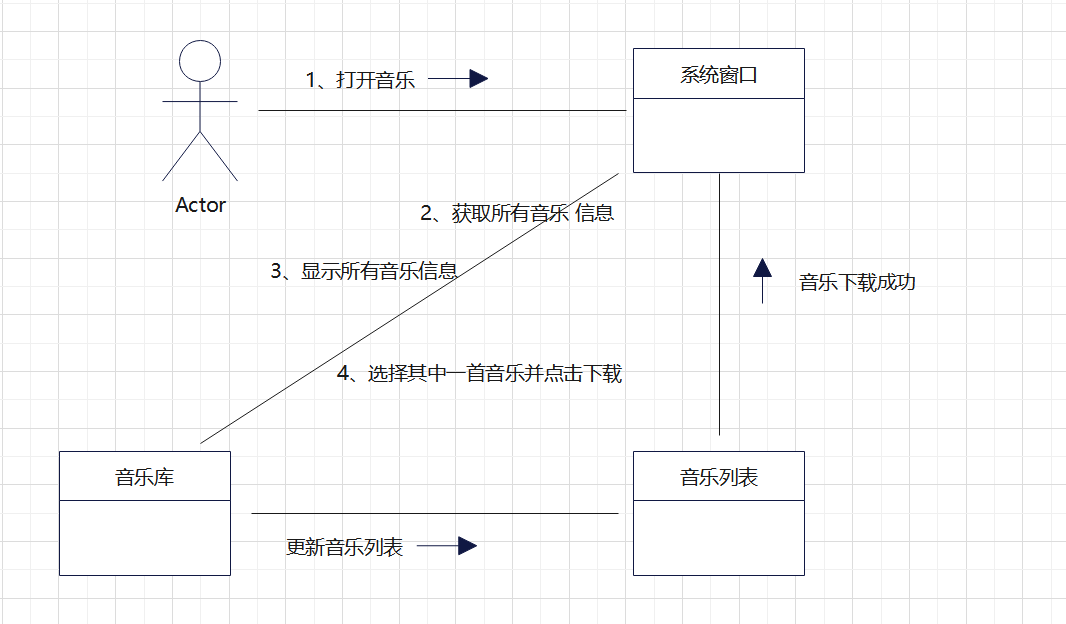 1、打开音乐
系统窗口
Actor
2、获取所有音乐 信息
3、显示所有音乐信息
音乐下载成功
4、选择其中一首音乐并点击下载
音乐库
音乐列表
更新音乐列表